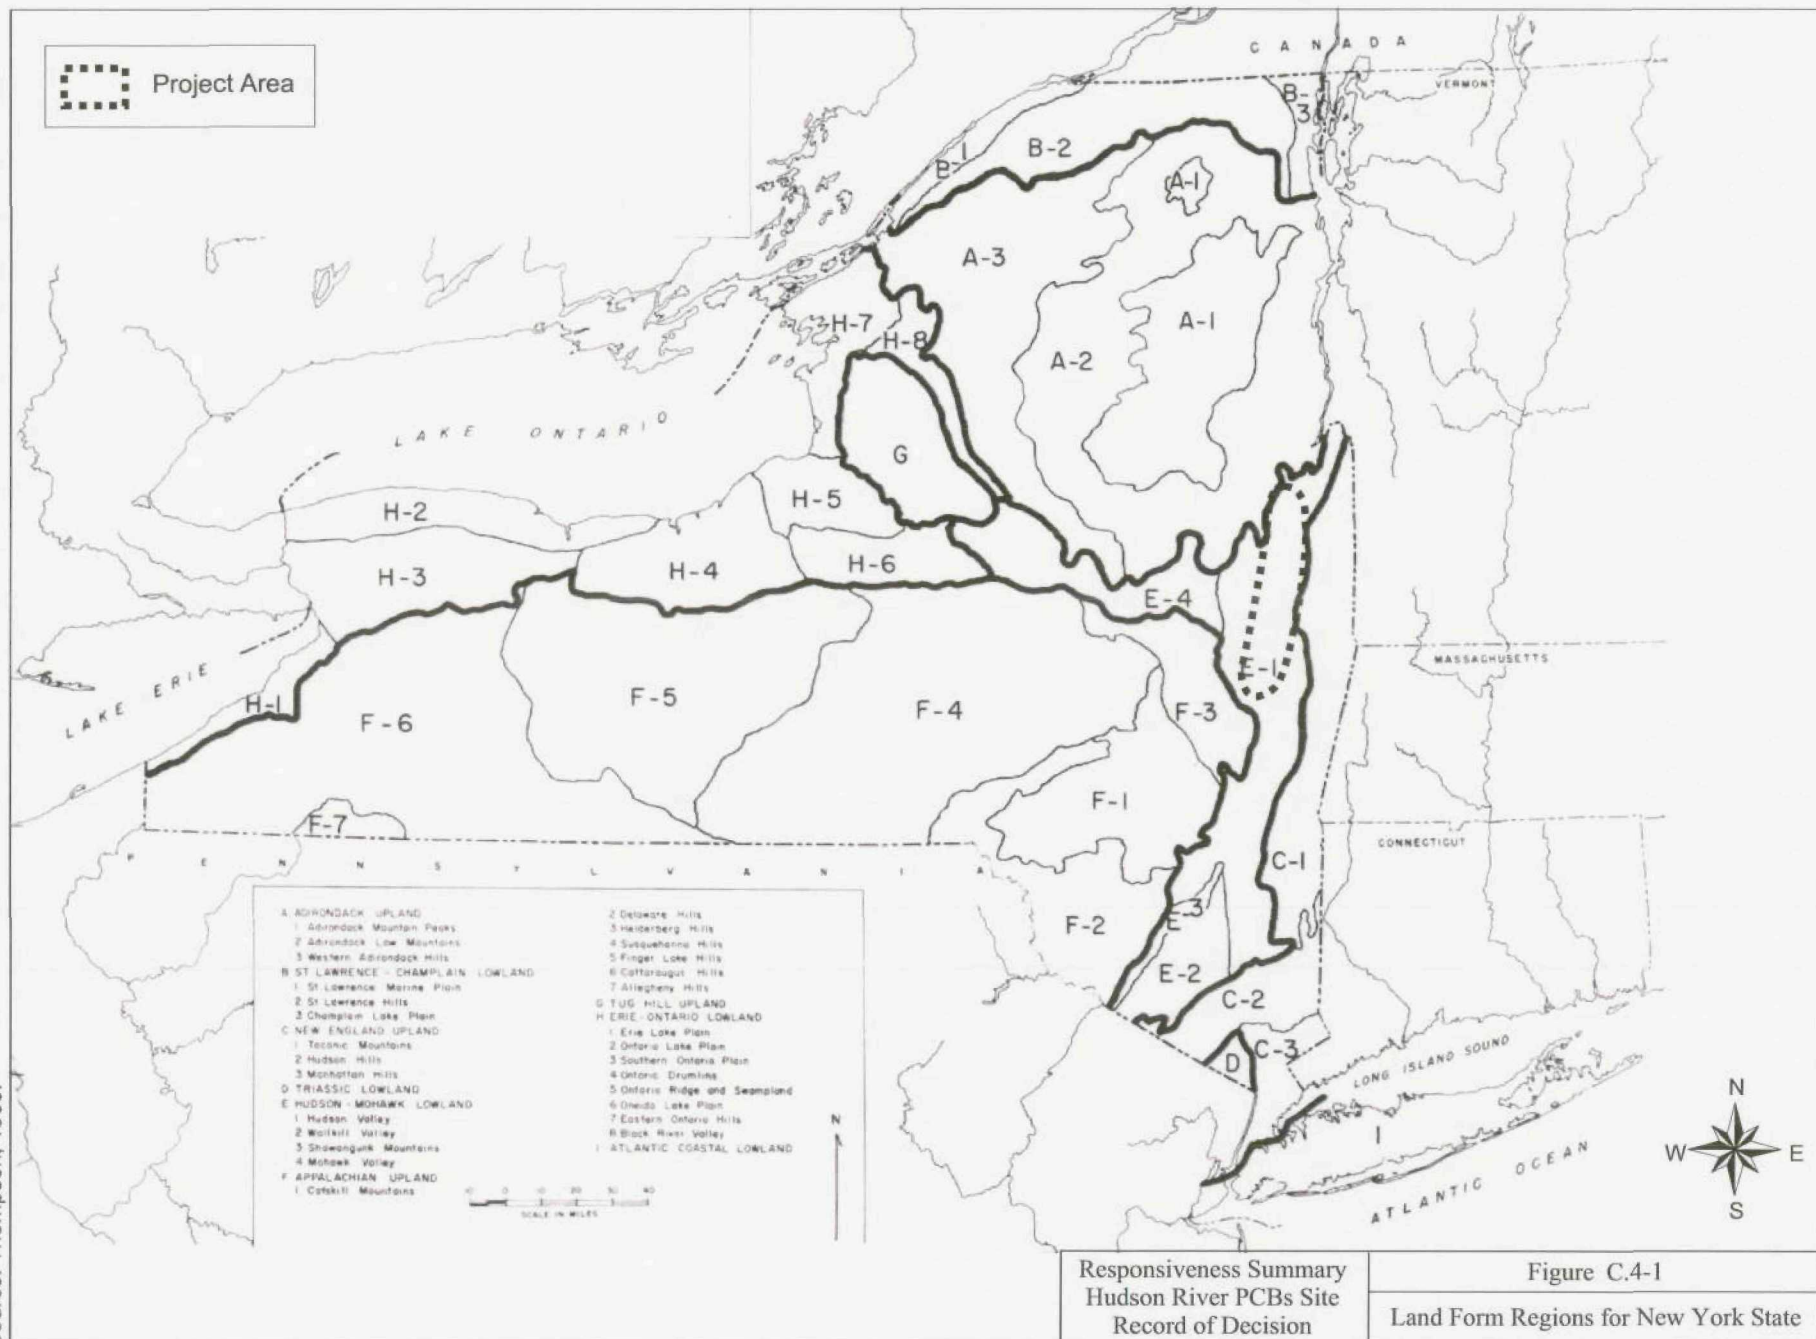 Project Area
CANADA
VERMONT
B-3
B-1
B-2
A-1
A-3
H-7
H-8
A-1
A-2
LAKE ONTARIO
G
H-5
H-2
H-3
H-4
H-6
E-4
E-1
MASSACHUSETTS
LAKE ERIE
H-1
F-6
F-5
F-4
F-3
F-1
F-7
CONNECTICUT
PENNSYLVANIA
C-1
E-3
F-2
E-2
C-2
C-3
D
LONG ISLAND SOUND
I
ATLANTIC OCEAN
A ADIRONDACK UPLAND
1 Adirondack Mountain Peaks
2 Adirondack Low Mountains
3 Western Adirondack Hills
B ST LAWRENCE - CHAMPLAIN LOWLAND
1 St Lawrence Marine Plain
2 St Lawrence Hills
3 Champlain Lake Plain
C NEW ENGLAND UPLAND
1 Taconic Mountains
2 Hudson Hills
3 Manhattan Hills
D TRIASSIC LOWLAND
E HUDSON - MOHAWK LOWLAND
1 Hudson Valley
2 Wallkill Valley
3 Shawangunk Mountains
4 Mohawk Valley
F APPALACHIAN UPLAND
1 Catskill Mountains
2 Delaware Hills
3 Helderberg Hills
4 Susquehanna Hills
5 Finger Lake Hills
6 Cattaraugus Hills
7 Allegheny Hills
G TUG HILL UPLAND
H ERIE - ONTARIO LOWLAND
1 Erie Lake Plain
2 Ontario Lake Plain
3 Southern Ontario Plain
4 Ontario Drumlins
5 Ontario Ridge and Swampland
6 Oneida Lake Plain
7 Eastern Ontario Hills
8 Black River Valley
I ATLANTIC COASTAL LOWLAND
10 0 10 20 30 40
SCALE IN MILES
N
N
W E
S
Responsiveness Summary
Hudson River PCBs Site
Record of Decision
Figure C.4-1
Land Form Regions for New York State